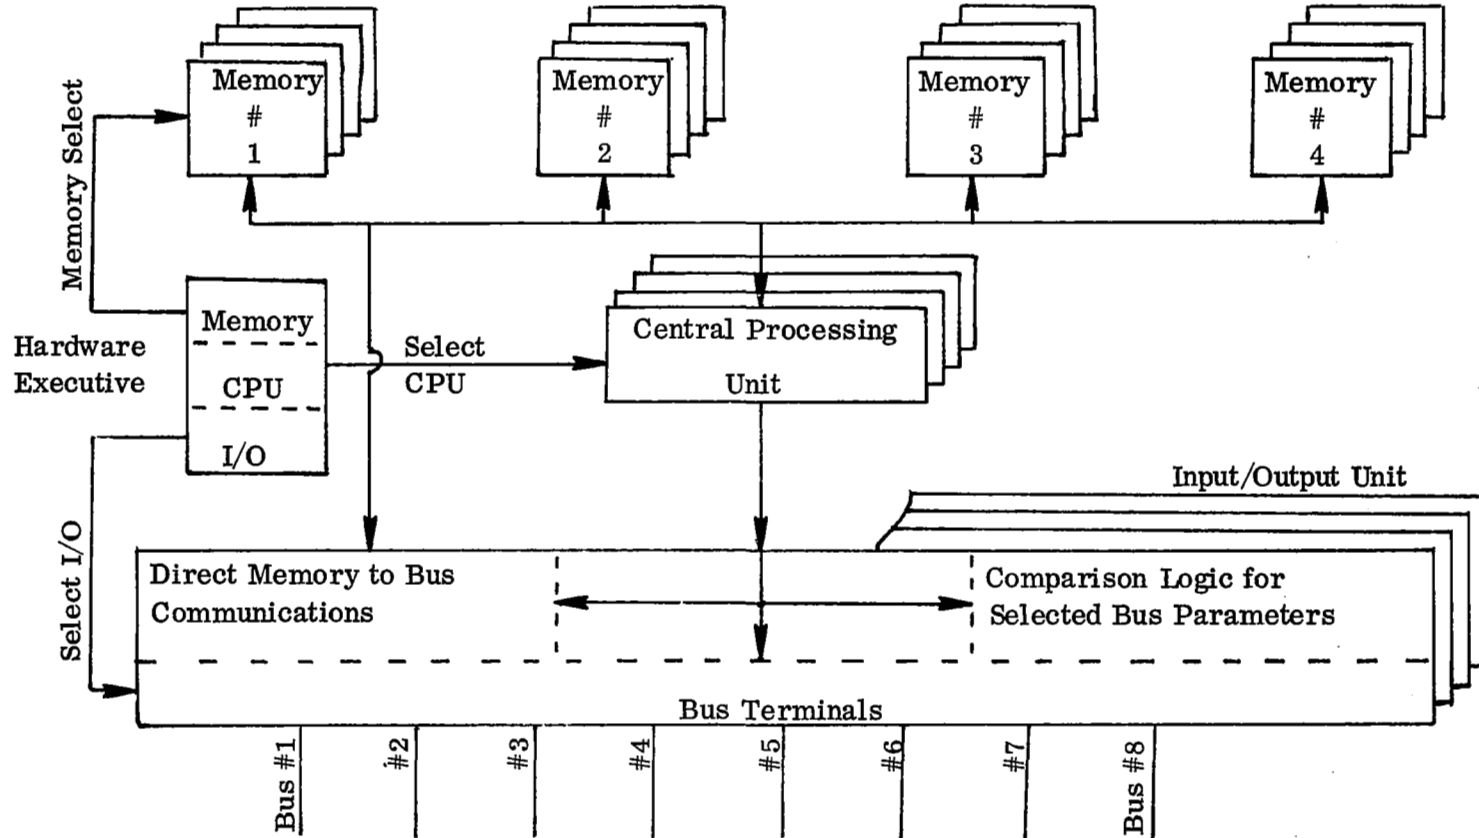 Memory
#
1
Memory
#
2
Memory
#
3
Memory
#
4
Memory Select
Hardware
Executive
Memory
CPU
I/O
Select
CPU
Central Processing
Unit
Select I/O
Input/Output Unit
Direct Memory to Bus
Communications
Comparison Logic for
Selected Bus Parameters
Bus Terminals
Bus #1
#2
#3
#4
#5
#6
#7
Bus #8